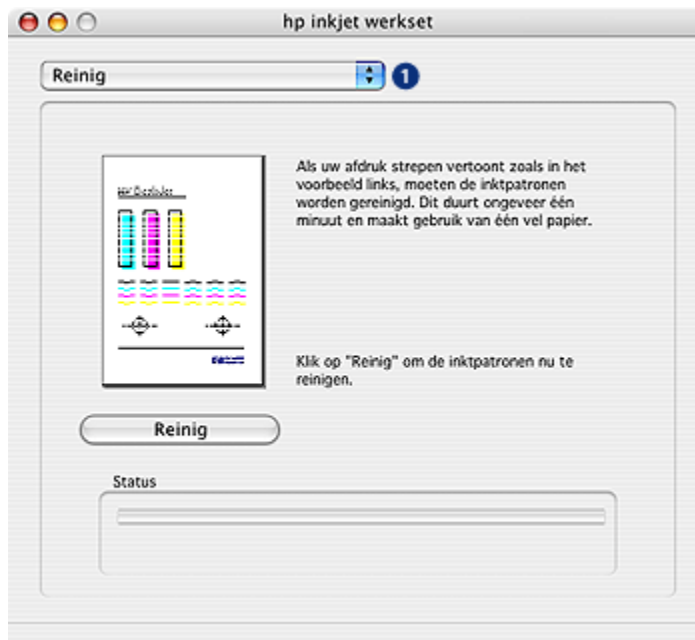 hp inkjet werkset
Reinig
1
Als uw afdruk strepen vertoont zoals in het
voorbeeld links, moeten de inktpatronen
worden gereinigd. Dit duurt ongeveer één
minuut en maakt gebruik van één vel papier.
Klik op "Reinig" om de inktpatronen nu te
reinigen.
Reinig
Status